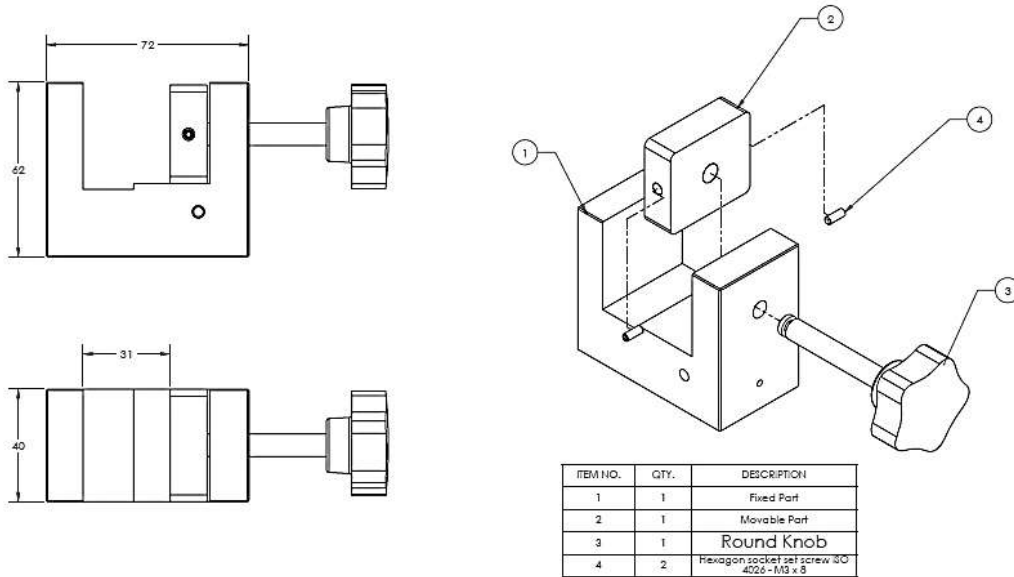 72
62
31
40
2
4
1
3
ITEM NO. QTY. DESCRIPTION
1 1 Fixed Part
2 1 Movable Part
3 1 Round Knob
4 2 Hexagon socket set screw ISO
4026 - M3 x 8